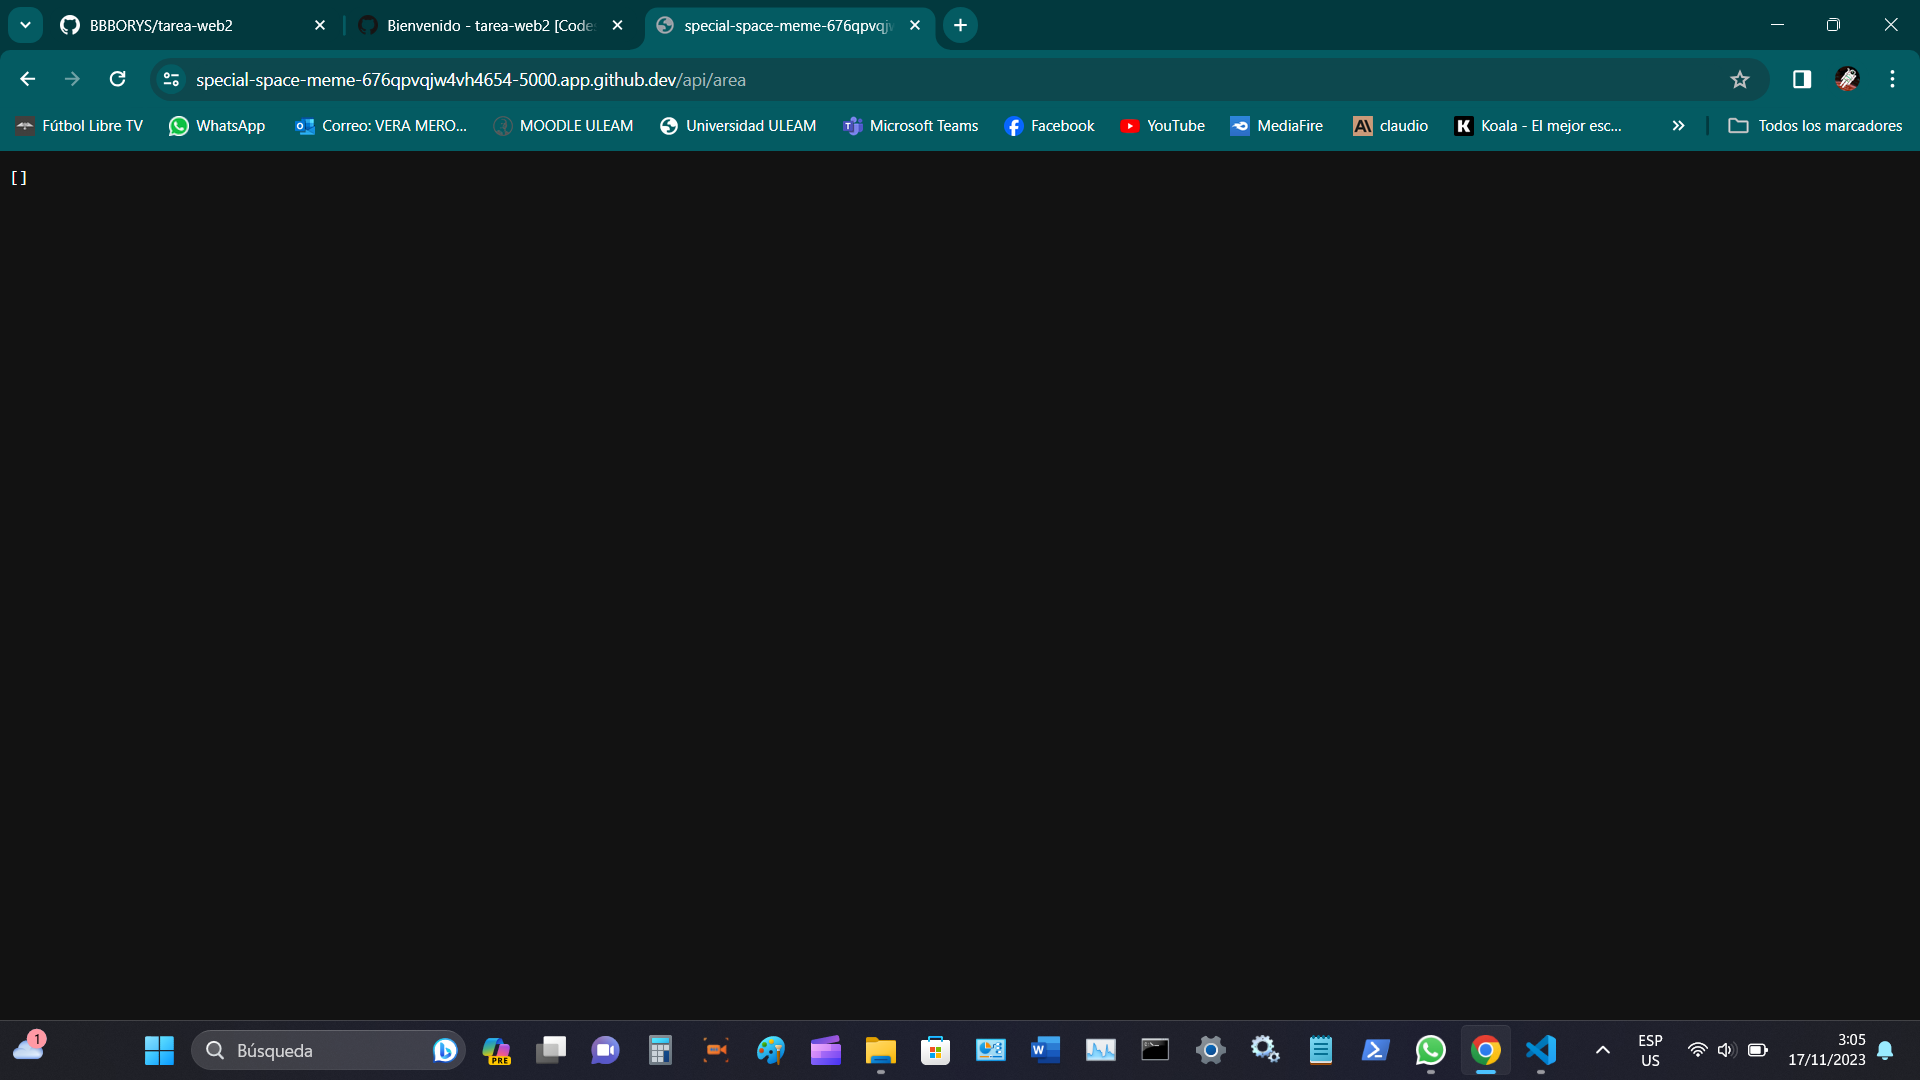 BBBORYS/tarea-web2
Bienvenido - tarea-web2 [Code
special-space-meme-676qpvqjw
special-space-meme-676qpvqjw4vh4654-5000.app.github.dev/api/area
Fútbol Libre TV
WhatsApp
Correo: VERA MERO...
MOODLE ULEAM
Universidad ULEAM
Microsoft Teams
Facebook
YouTube
MediaFire
claudio
Koala - El mejor esc...
Todos los marcadores
[]
1
Búsqueda
PRE
ESP
US
3:05
17/11/2023